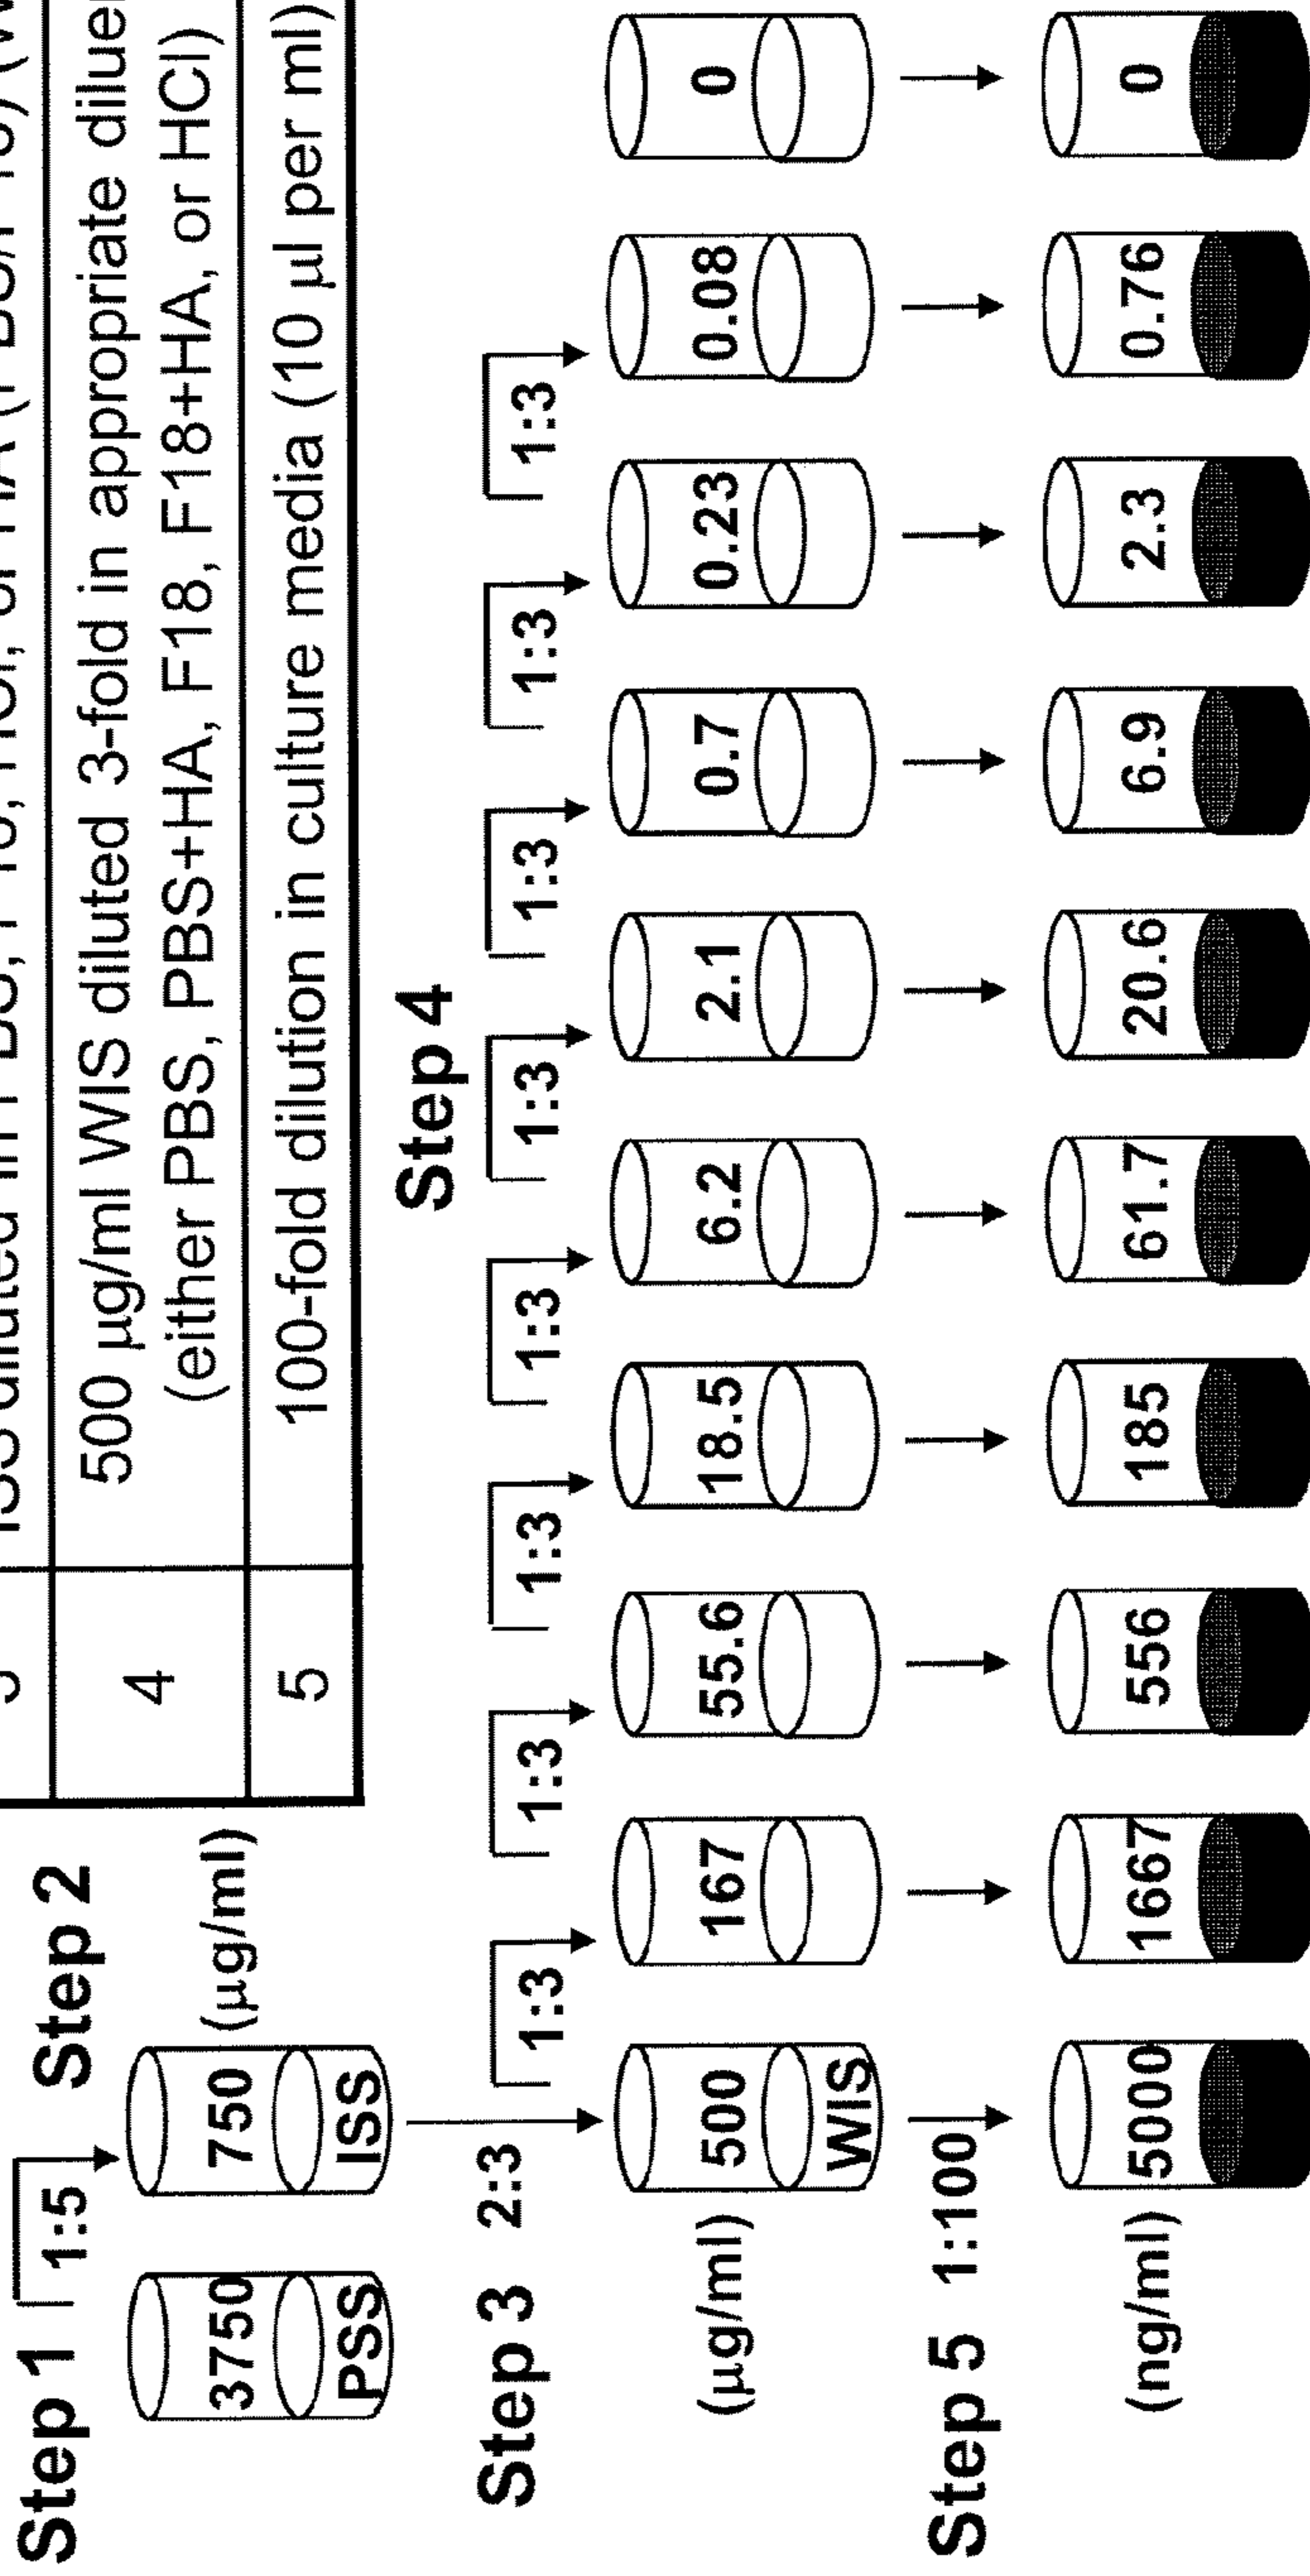 4 500 µg/ml WIS diluted 3-fold in appropriate
(either PBS, PBS+HA, F18, F18+HA, or HCl)
5 100-fold dilution in culture media (10 µl per ml)
Step 1 1:5 Step 2
3750 750 (µg/ml)
PSS ISS
Step 3 2:3
Step 4
1:3 1:3 1:3 1:3 1:3 1:3 1:3 1:3
(µg/ml) 500 167 55.6 18.5 6.2 2.1 0.7 0.23 0.08 0
WIS
Step 5 1:100
(ng/ml) 5000 1667 556 185 61.7 20.6 6.9 2.3 0.76 0